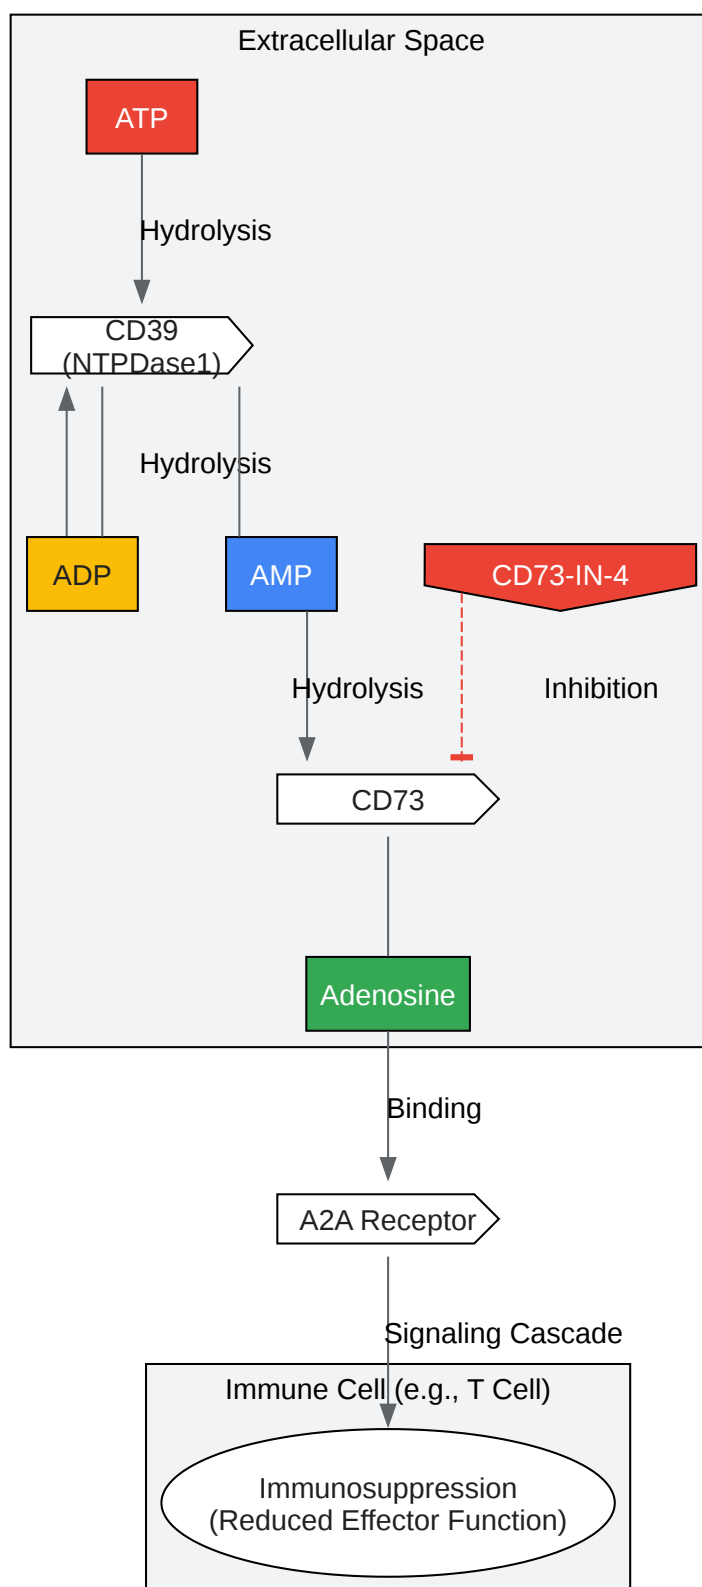 Extracellular Space
ATP
Hydrolysis
CD39
(NTPDase1)
Hydrolysis
ADP
AMP
CD73-IN-4
Hydrolysis
Inhibition
CD73
Adenosine
Binding
A2A Receptor
Signaling Cascade
Immune Cell (e.g., T Cell)
Immunosuppression
(Reduced Effector Function)